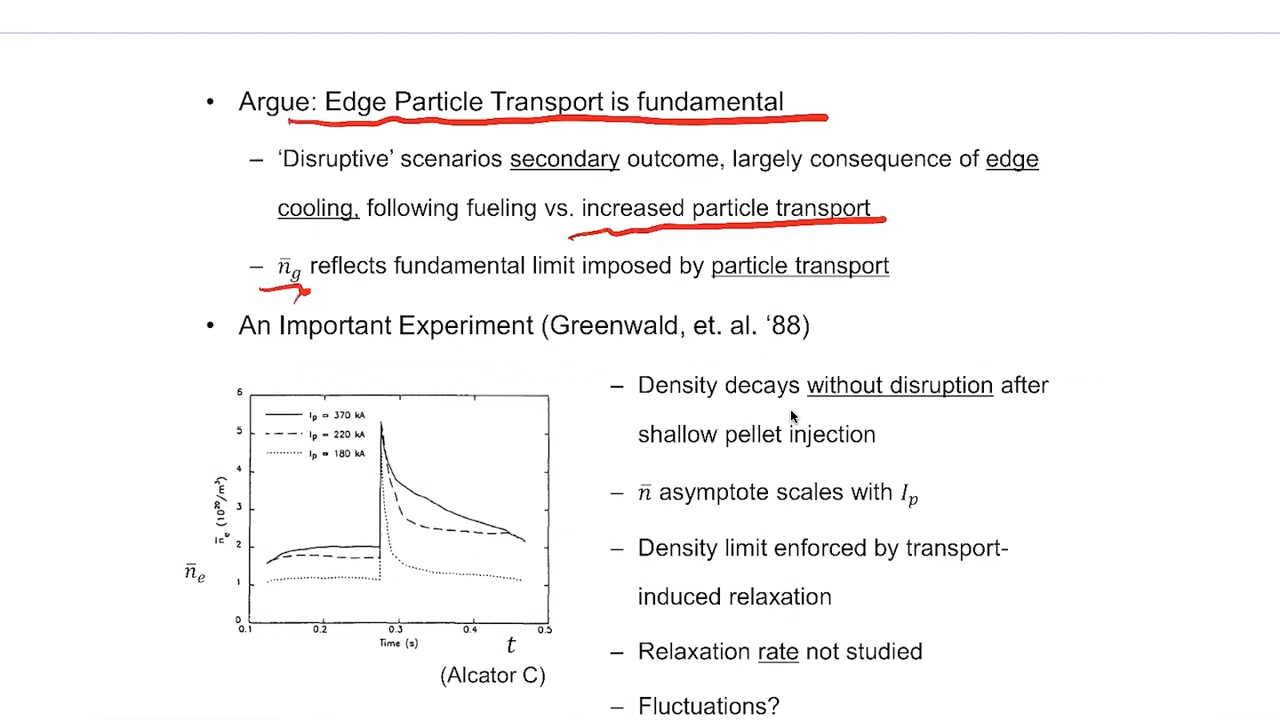 • Argue: Edge Particle Transport is fundamental
– ‘Disruptive’ scenarios secondary outcome, largely consequence of edge
cooling, following fueling vs. increased particle transport
– n̄g reflects fundamental limit imposed by particle transport
• An Important Experiment (Greenwald, et. al. ‘88)
6
5
4
3
2
1
0
0.1 0.2 0.3 0.4 0.5
Ip = 370 kA
Ip = 220 kA
Ip = 180 kA
n̄e (10²⁰/m³)
n̄e
Time (s)
t
(Alcator C)
– Density decays without disruption after
shallow pellet injection
– n̄ asymptote scales with Ip
– Density limit enforced by transport-
induced relaxation
– Relaxation rate not studied
– Fluctuations?